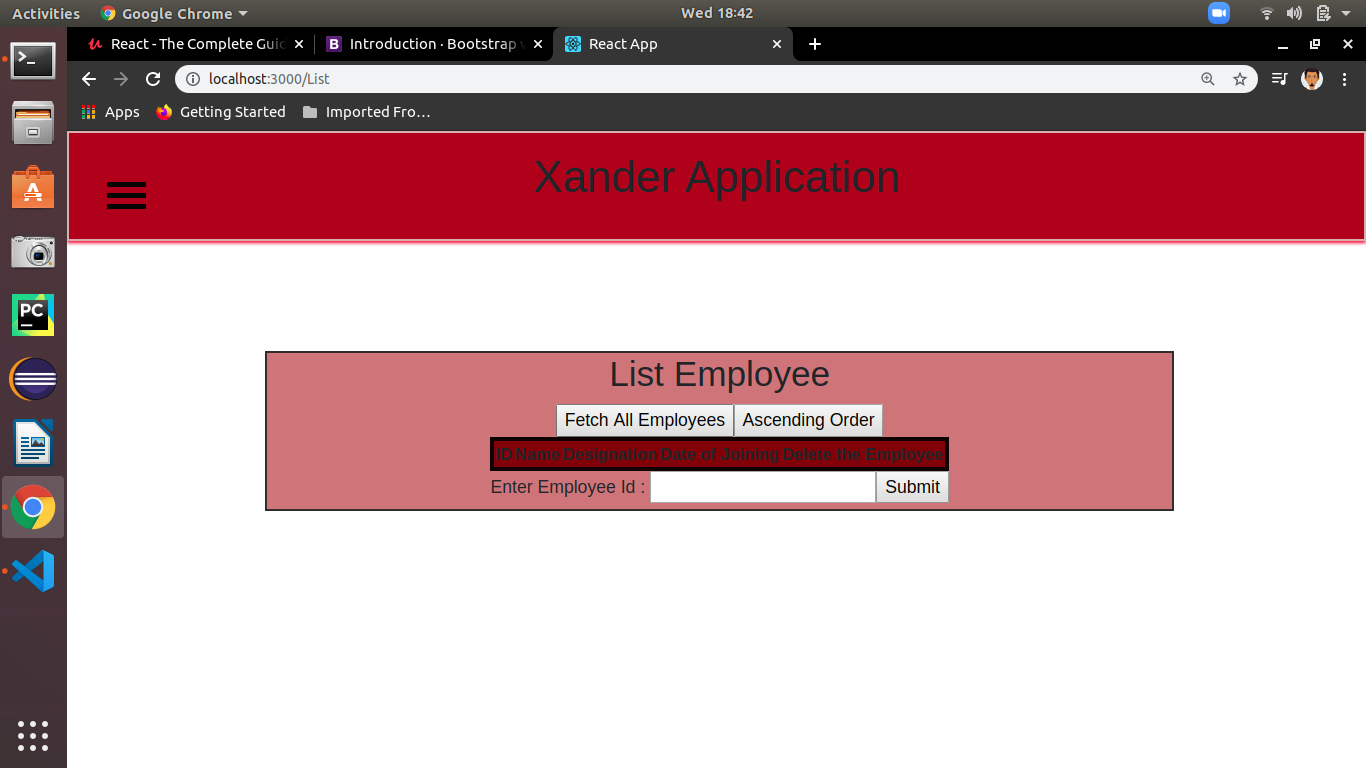 Activities Google Chrome Wed 18:42
React - The Complete Guid Introduction · Bootstrap v React App
localhost:3000/List
Apps Getting Started Imported Fro…
Xander Application
List Employee
Fetch All Employees Ascending Order
ID Name Designation Date of Joining Delete the Employee
Enter Employee Id : Submit
PC